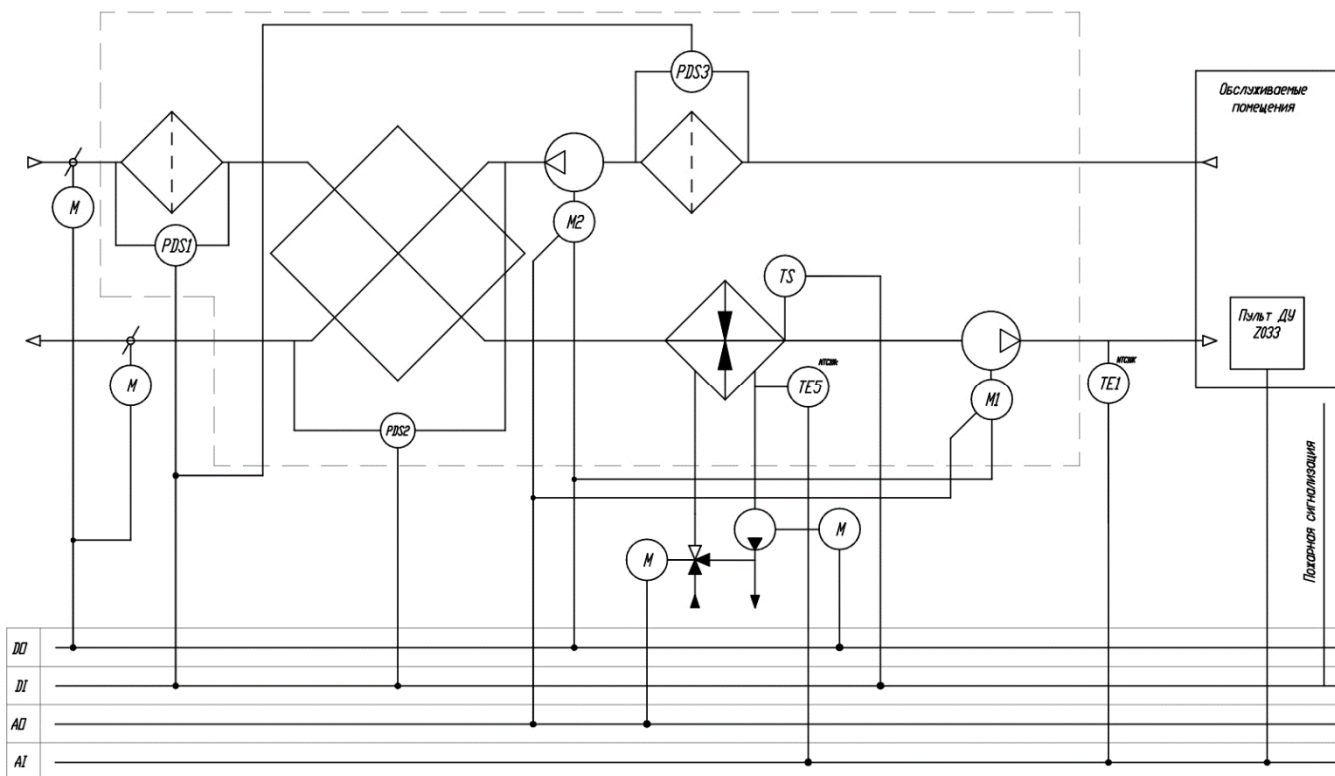 PDS3
Обслуживаемые
помещения
M
PDS1
M2
TS
Пульт ДУ
Z033
M
PDS2
TE5
M1
TE1
Пожарная сигнализация
M
M
DO
DI
AO
AI